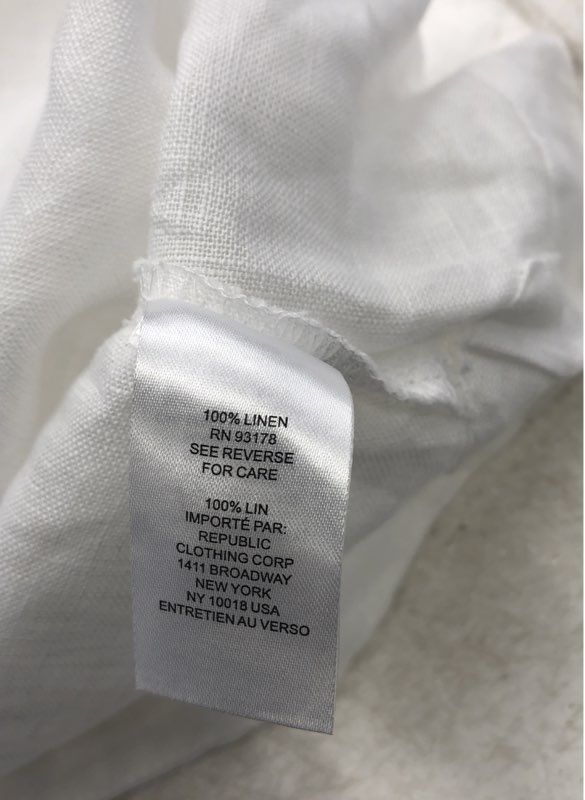 100% LINEN
RN 93178
SEE REVERSE
FOR CARE
100% LIN
IMPORTÉ PAR:
REPUBLIC
CLOTHING CORP
1411 BROADWAY
NEW YORK
NY 10018 USA
ENTRETIEN AU VERSO